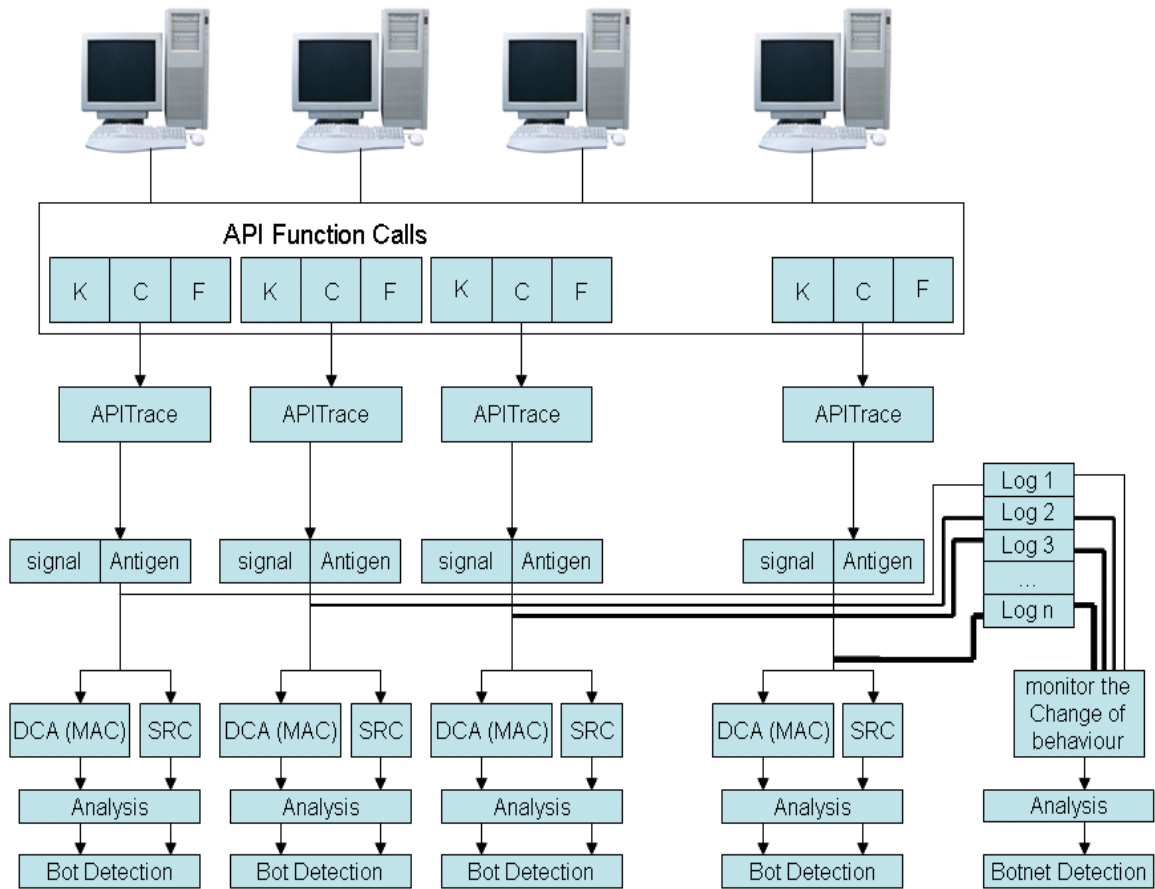 API Function Calls
K C F K C F K C F K C F
APITrace APITrace APITrace APITrace
Log 1
Log 2
Log 3
...
Log n
signal Antigen signal Antigen signal Antigen signal Antigen
DCA (MAC) SRC DCA (MAC) SRC DCA (MAC) SRC DCA (MAC) SRC
monitor the
Change of
behaviour
Analysis Analysis Analysis Analysis Analysis
Bot Detection Bot Detection Bot Detection Bot Detection Botnet Detection